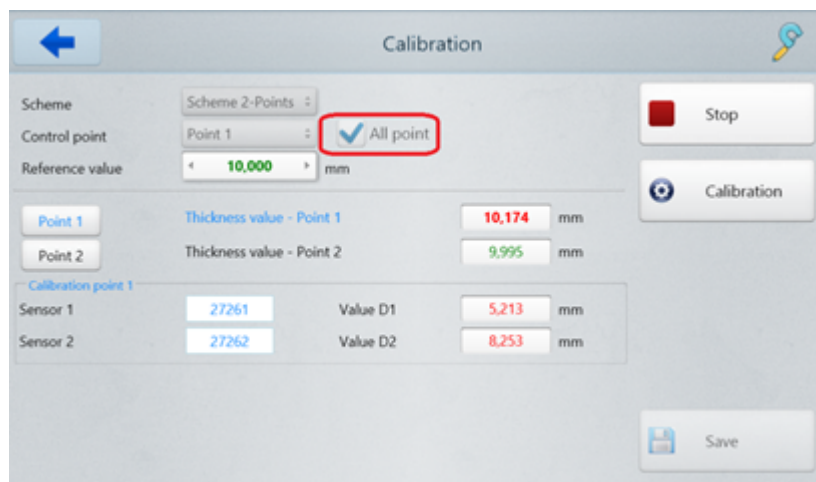 Calibration
Scheme Scheme 2-Points
Control point Point 1 All point
Reference value 10,000 mm
Stop
Calibration
Point 1 Thickness value - Point 1 10,174 mm
Point 2 Thickness value - Point 2 9,995 mm
Calibration point 1
Sensor 1 27261 Value D1 5,213 mm
Sensor 2 27262 Value D2 8,253 mm
Save